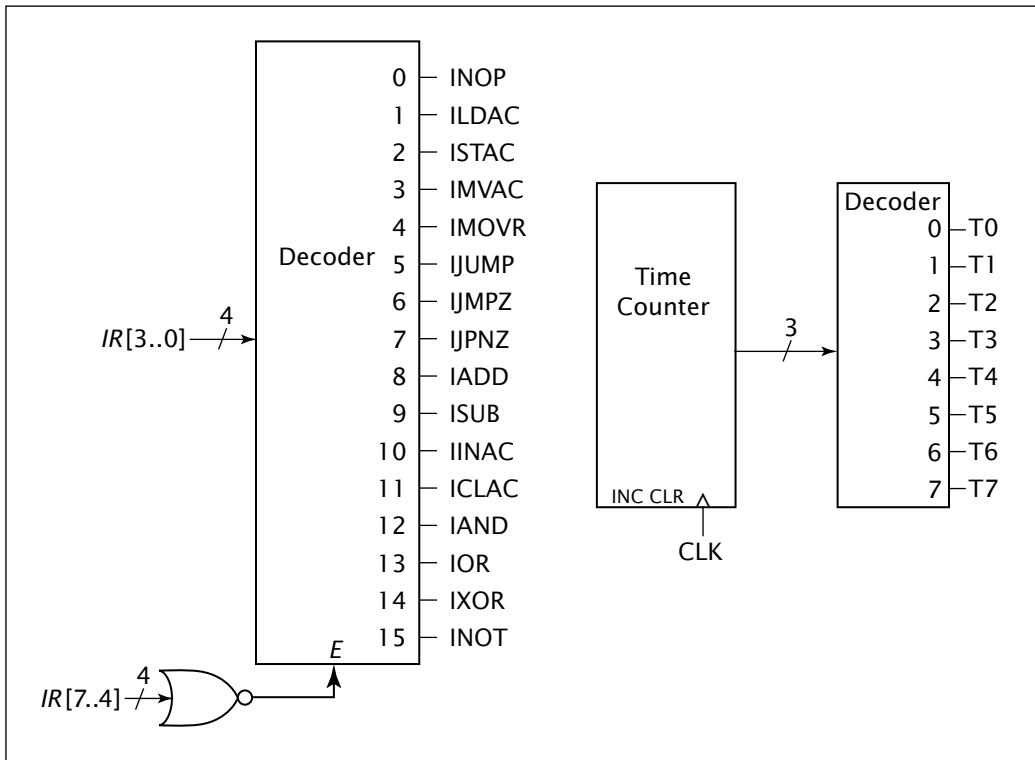 0 INOP
1 ILDAC
2 ISTAC
3 IMVAC
4 IMOVR
Decoder
5 IJUMP
6 IJMPZ
7 IJPNZ
8 IADD
9 ISUB
10 IINAC
11 ICLAC
12 IAND
13 IOR
14 IXOR
15 INOT
E
4
IR[3..0]
4
IR[7..4]
Time
Counter
INC CLR
CLK
3
Decoder
0 T0
1 T1
2 T2
3 T3
4 T4
5 T5
6 T6
7 T7